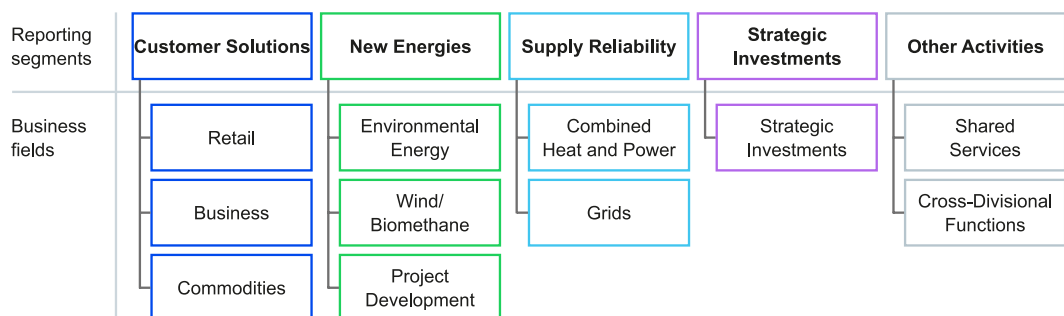 Reporting
segments
Customer Solutions
New Energies
Supply Reliability
Strategic
Investments
Other Activities
Business
fields
Retail
Environmental
Energy
Combined
Heat and Power
Strategic
Investments
Shared
Services
Business
Wind/
Biomethane
Grids
Cross-Divisional
Functions
Commodities
Project
Development